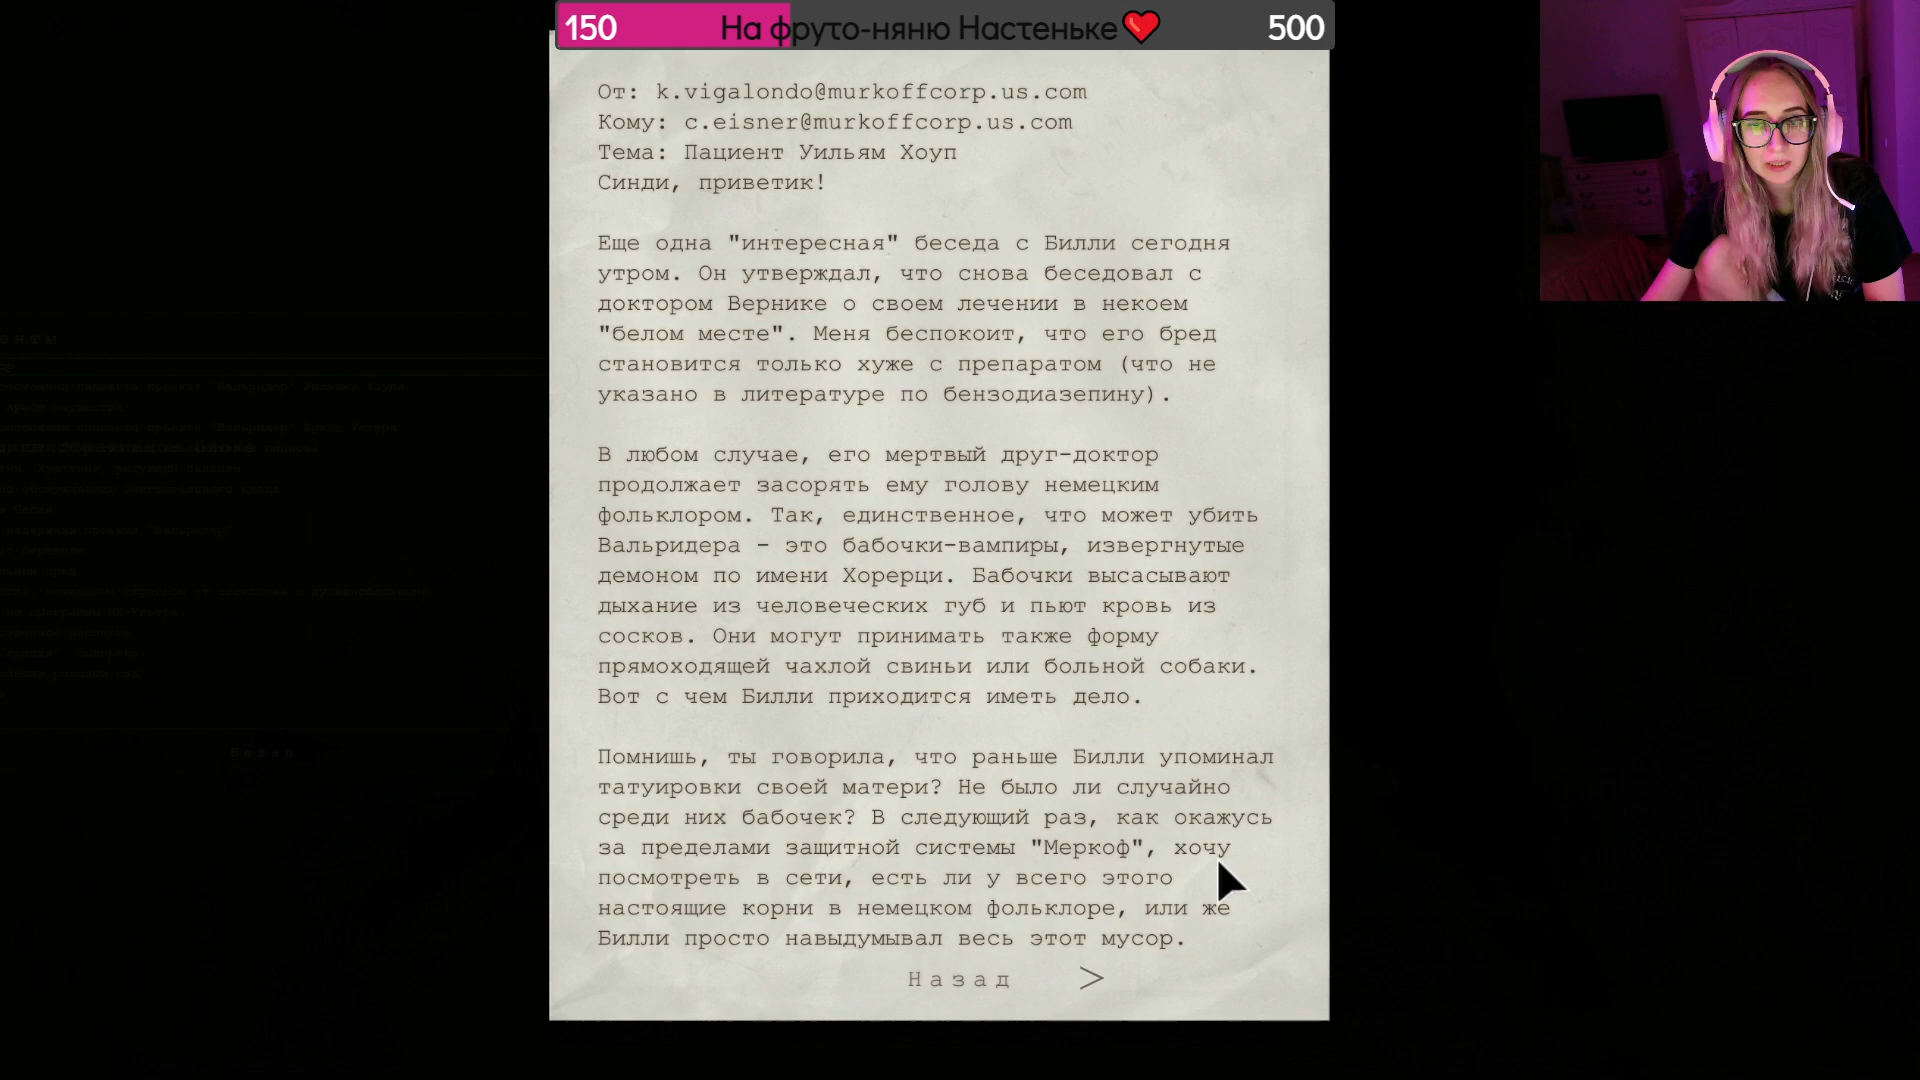 150 На фруто-няню Настеньке 500
От: k.vigalondo@murkoffcorp.us.com
Кому: c.eisner@murkoffcorp.us.com
Тема: Пациент Уильям Хоуп
Синди, приветик!
Еще одна "интересная" беседа с Билли сегодня
утром. Он утверждал, что снова беседовал с
доктором Вернике о своем лечении в некоем
"белом месте". Меня беспокоит, что его бред
становится только хуже с препаратом (что не
указано в литературе по бензодиазепину).
В любом случае, его мертвый друг-доктор
продолжает засорять ему голову немецким
фольклором. Так, единственное, что может убить
Вальридера - это бабочки-вампиры, извергнутые
демоном по имени Хорерци. Бабочки высасывают
дыхание из человеческих губ и пьют кровь из
сосков. Они могут принимать также форму
прямоходящей чахлой свиньи или больной собаки.
Вот с чем Билли приходится иметь дело.
Помнишь, ты говорила, что раньше Билли упоминал
татуировки своей матери? Не было ли случайно
среди них бабочек? В следующий раз, как окажусь
за пределами защитной системы "Меркоф", хочу
посмотреть в сети, есть ли у всего этого
настоящие корни в немецком фольклоре, или же
Билли просто навыдумывал весь этот мусор.
Назад >
Назад